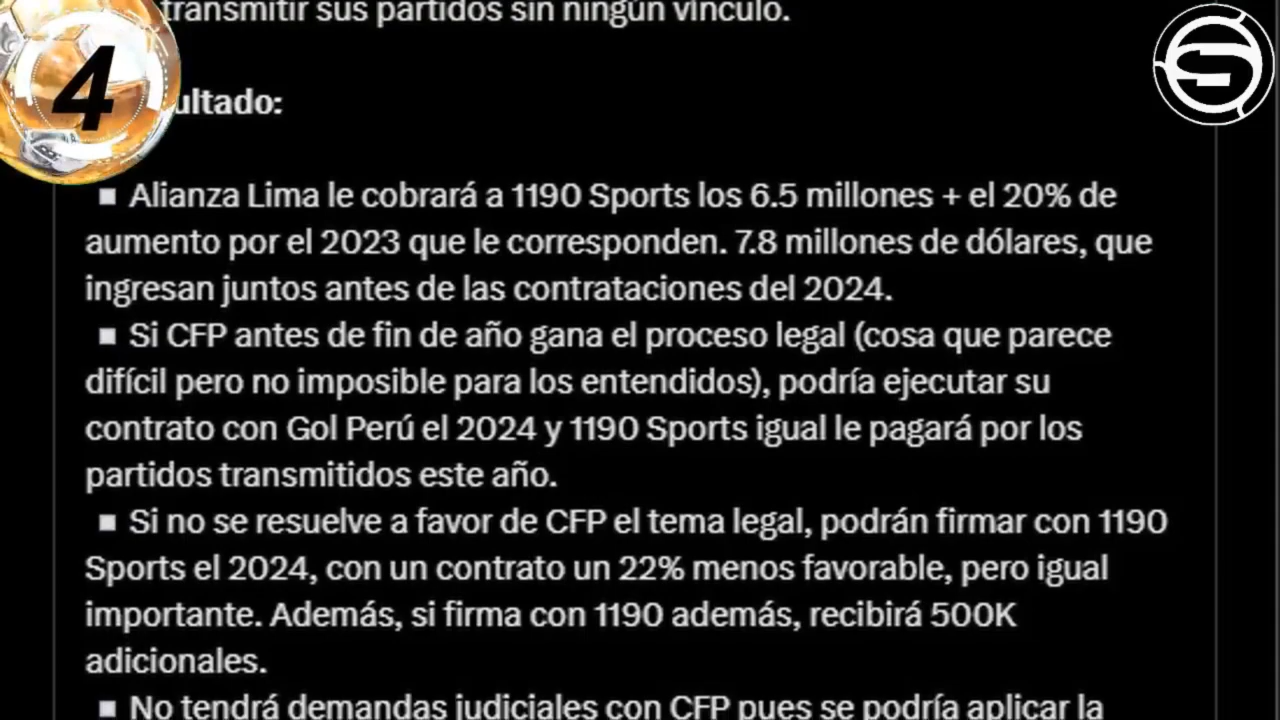 transmitir sus partidos sin ningún vínculo.
4
ultado:
▪ Alianza Lima le cobrará a 1190 Sports los 6.5 millones + el 20% de
aumento por el 2023 que le corresponden. 7.8 millones de dólares, que
ingresan juntos antes de las contrataciones del 2024.
▪ Si CFP antes de fin de año gana el proceso legal (cosa que parece
difícil pero no imposible para los entendidos), podría ejecutar su
contrato con Gol Perú el 2024 y 1190 Sports igual le pagará por los
partidos transmitidos este año.
▪ Si no se resuelve a favor de CFP el tema legal, podrán firmar con 1190
Sports el 2024, con un contrato un 22% menos favorable, pero igual
importante. Además, si firma con 1190 además, recibirá 500K
adicionales.
▪ No tendrá demandas judiciales con CFP pues se podría aplicar la